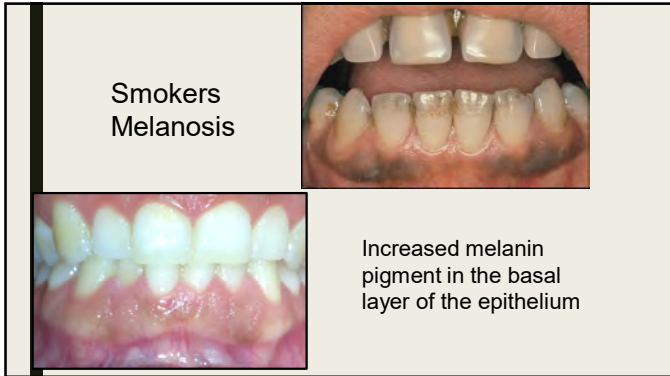 Smokers
Melanosis
Increased melanin
pigment in the basal
layer of the epithelium